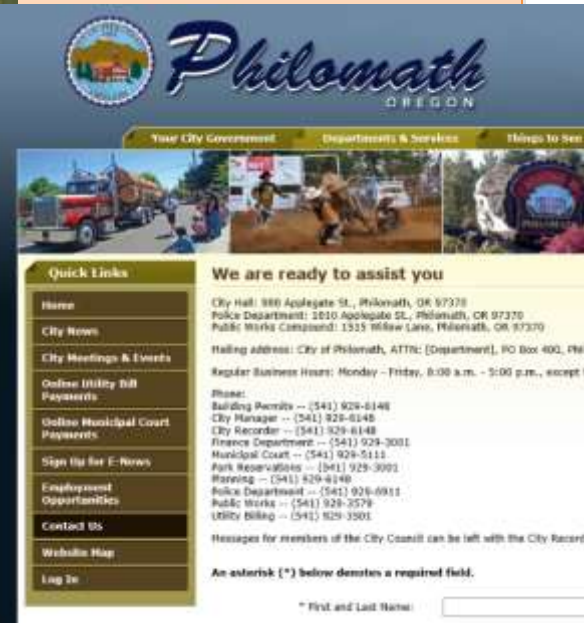 Philomath
OREGON
Your City Government
Departments & Services
Things to See
Quick Links
Home
City News
City Meetings & Events
Online Utility Bill
Payments
Online Municipal Court
Payments
Sign Up for E-News
Employment
Opportunities
Contact Us
Website Map
Log In
We are ready to assist you
City Hall: 980 Applegate St., Philomath, OR 97370
Police Department: 1010 Applegate St., Philomath, OR 97370
Public Works Compound: 1515 Willow Lane, Philomath, OR 97370
Mailing address: City of Philomath, ATTN: [Department], PO Box 400,
Regular Business Hours: Monday - Friday, 8:00 a.m. - 5:00 p.m., except
Phone:
Building Permits -- (541) 929-6148
City Manager -- (541) 929-6148
City Recorder -- (541) 929-6148
Finance Department -- (541) 929-3001
Municipal Court -- (541) 929-5111
Park Reservations -- (541) 929-3001
Planning -- (541) 929-6148
Police Department -- (541) 929-6911
Public Works -- (541) 929-3579
Utility Billing -- (541) 929-3501
Messages for members of the City Council can be left with the City
An asterisk (*) below denotes a required field.
* First and Last Name: